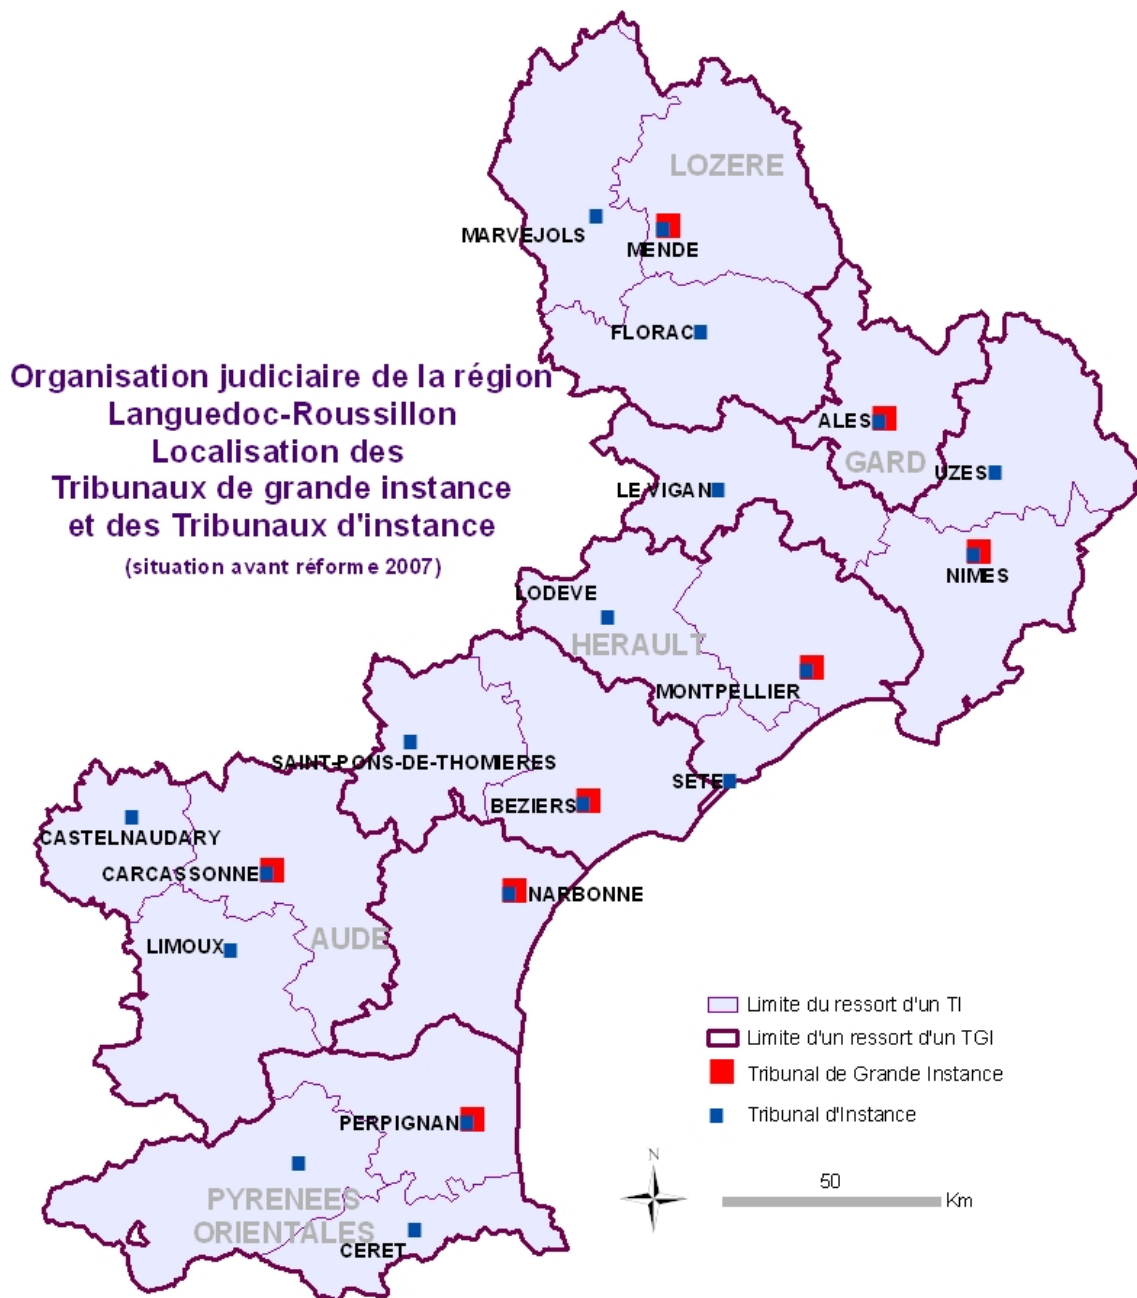 LOZERE
MARVEJOLS
MENDE
FLORAC
Organisation judiciaire de la région
Languedoc-Roussillon
Localisation des
Tribunaux de grande instance
et des Tribunaux d'instance
(situation avant réforme 2007)
ALES
GARD
UZES
LE VIGAN
NIMES
LODEVE
HERAULT
MONTPELLIER
SAINT-PONS-DE-THOMIERES
SETE
BEZIERS
CASTELNAUDARY
CARCASSONNE
NARBONNE
AUDE
LIMOUX
Limite du ressort d'un TI
Limite d'un ressort d'un TGI
Tribunal de Grande Instance
Tribunal d'Instance
PERPIGNAN
N
50
Km
PYRENEES
ORIENTALES
CERET